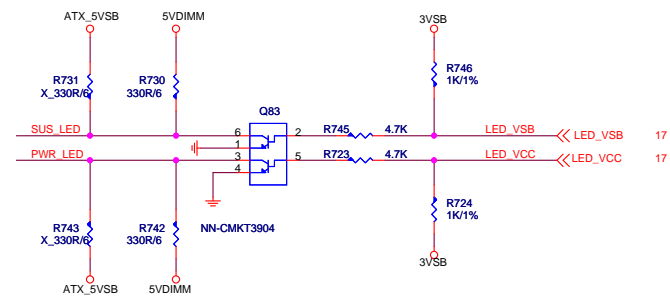 ATX_5VSB
5VDIMM
3VSB
R731
X_330R/6
R730
330R/6
R746
1K/1%
Q83
SUS_LED
6
2
R745
4.7K
LED_VSB
LED_VSB
17
1
PWR_LED
3
5
R723
4.7K
LED_VCC
LED_VCC
17
4
R743
X_330R/6
R742
330R/6
NN-CMKT3904
R724
1K/1%
ATX_5VSB
5VDIMM
3VSB